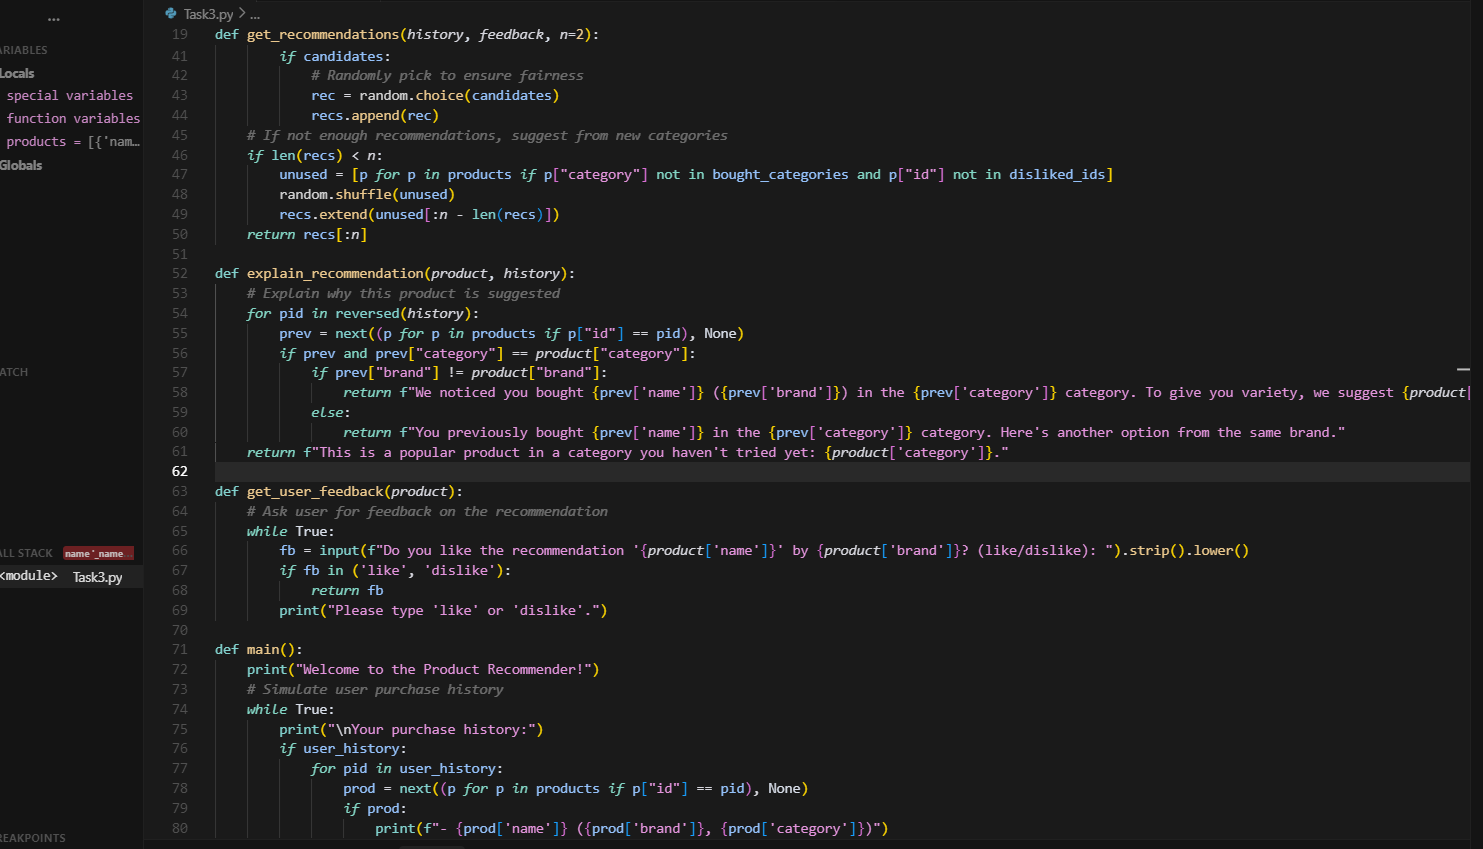 ...
Task3.py > ...
ARIABLES
Locals
special variables
function variables
products = [{'nam...
Globals
ATCH
ALL STACK name '_name...
<module> Task3.py
REAKPOINTS
19 def get_recommendations(history, feedback, n=2):
41 if candidates:
42 # Randomly pick to ensure fairness
43 rec = random.choice(candidates)
44 recs.append(rec)
45 # If not enough recommendations, suggest from new categories
46 if len(recs) < n:
47 unused = [p for p in products if p["category"] not in bought_categories and p["id"] not in disliked_ids]
48 random.shuffle(unused)
49 recs.extend(unused[:n - len(recs)])
50 return recs[:n]
51
52 def explain_recommendation(product, history):
53 # Explain why this product is suggested
54 for pid in reversed(history):
55 prev = next((p for p in products if p["id"] == pid), None)
56 if prev and prev["category"] == product["category"]:
57 if prev["brand"] != product["brand"]:
58 return f"We noticed you bought {prev['name']} ({prev['brand']}) in the {prev['category']} category. To give you variety, we suggest {product[
59 else:
60 return f"You previously bought {prev['name']} in the {prev['category']} category. Here's another option from the same brand."
61 return f"This is a popular product in a category you haven't tried yet: {product['category']}."
62
63 def get_user_feedback(product):
64 # Ask user for feedback on the recommendation
65 while True:
66 fb = input(f"Do you like the recommendation '{product['name']}' by {product['brand']}? (like/dislike): ").strip().lower()
67 if fb in ('like', 'dislike'):
68 return fb
69 print("Please type 'like' or 'dislike'.")
70
71 def main():
72 print("Welcome to the Product Recommender!")
73 # Simulate user purchase history
74 while True:
75 print("\nYour purchase history:")
76 if user_history:
77 for pid in user_history:
78 prod = next((p for p in products if p["id"] == pid), None)
79 if prod:
80 print(f"- {prod['name']} ({prod['brand']}, {prod['category']})")